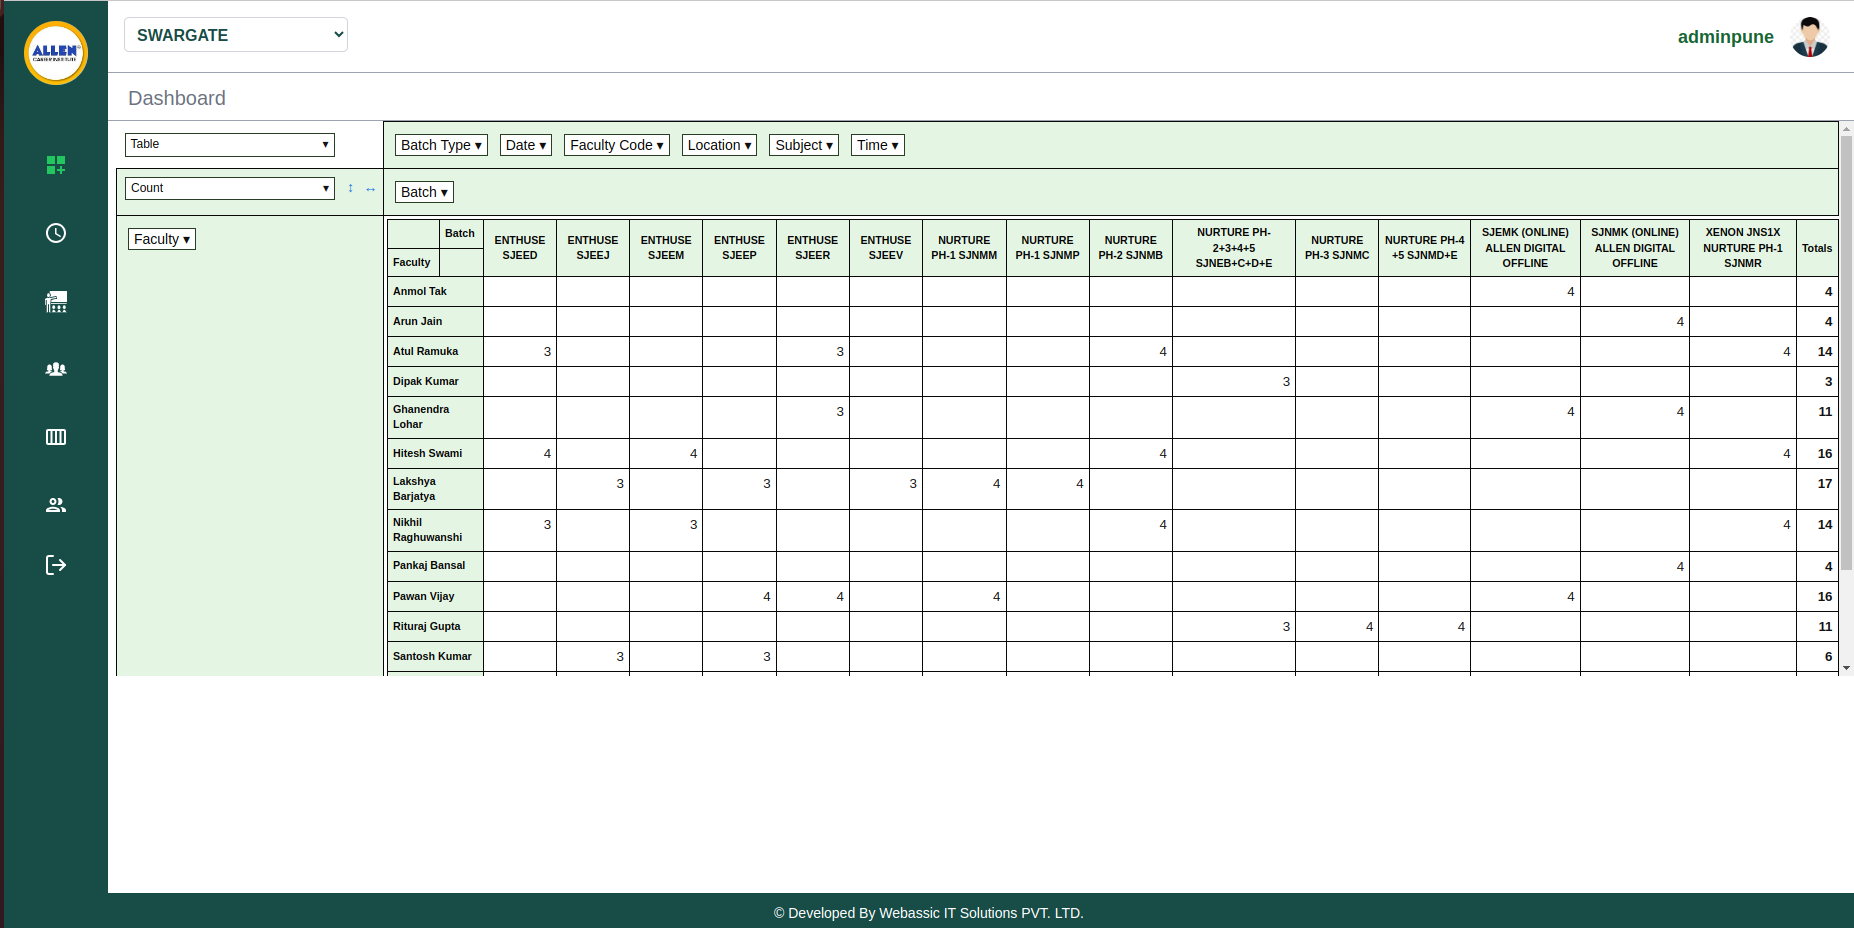 ALLEN
CAREER INSTITUTE
SWARGATE
adminpune
Dashboard
Table ▾
Batch Type ▾ Date ▾ Faculty Code ▾ Location ▾ Subject ▾ Time ▾
Count ▾ ↕ ↔
Batch ▾
Faculty ▾
Batch
Faculty
ENTHUSE SJEED
ENTHUSE SJEEJ
ENTHUSE SJEEM
ENTHUSE SJEEP
ENTHUSE SJEER
ENTHUSE SJEEV
NURTURE PH-1 SJNMM
NURTURE PH-1 SJNMP
NURTURE PH-2 SJNMB
NURTURE PH-2+3+4+5 SJNEB+C+D+E
NURTURE PH-3 SJNMC
NURTURE PH-4 +5 SJNMD+E
SJEMK (ONLINE) ALLEN DIGITAL OFFLINE
SJNMK (ONLINE) ALLEN DIGITAL OFFLINE
XENON JNS1X NURTURE PH-1 SJNMR
Totals
Anmol Tak 4 4
Arun Jain 4 4
Atul Ramuka 3 3 4 4 14
Dipak Kumar 3 3
Ghanendra Lohar 3 4 4 11
Hitesh Swami 4 4 4 4 16
Lakshya Barjatya 3 3 3 4 4 17
Nikhil Raghuwanshi 3 3 4 4 14
Pankaj Bansal 4 4
Pawan Vijay 4 4 4 4 16
Rituraj Gupta 3 4 4 11
Santosh Kumar 3 3 6
© Developed By Webassic IT Solutions PVT. LTD.